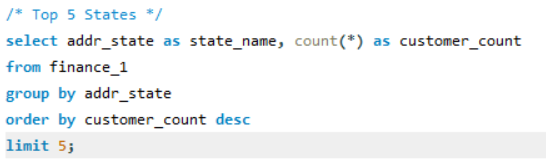 /* Top 5 States */
select addr_state as state_name, count(*) as customer_count
from finance_1
group by addr_state
order by customer_count desc
limit 5;